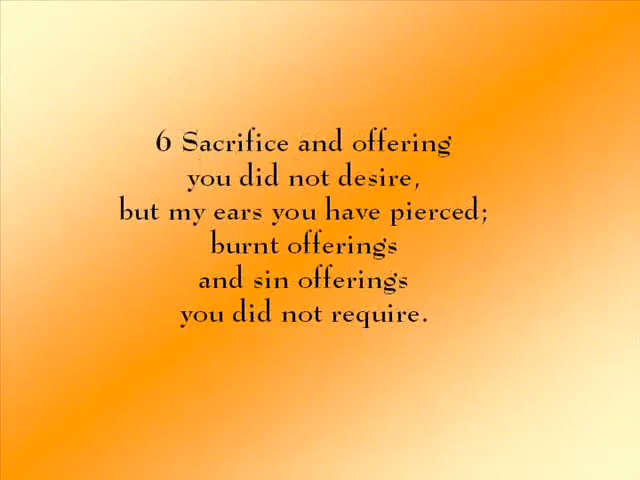 6 Sacrifice and offering
you did not desire,
but my ears you have pierced;
burnt offerings
and sin offerings
you did not require.